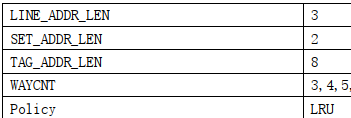 LINE_ADDR_LEN 3
SET_ADDR_LEN 2
TAG_ADDR_LEN 8
WAYCNT 3,4,5,
Policy LRU